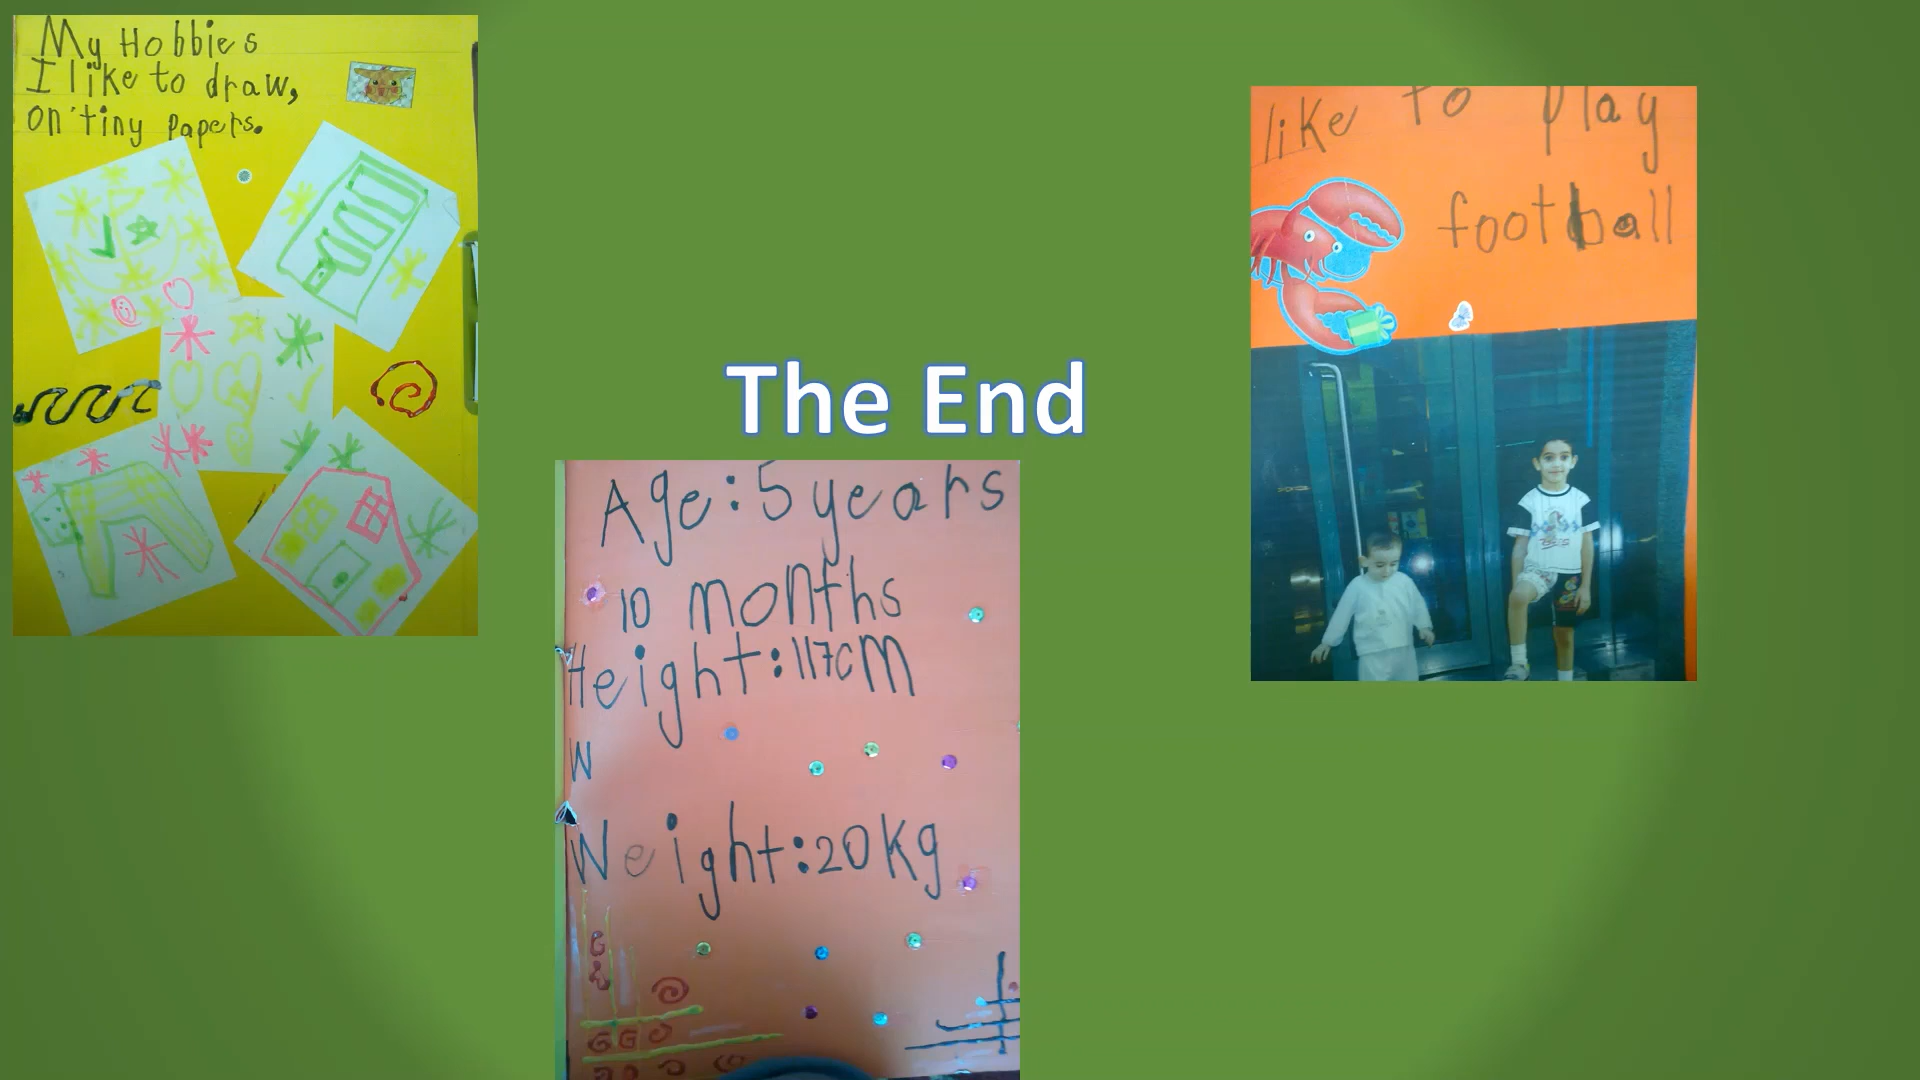 My Hobbies
I like to draw,
on tiny papers.
like to play
football
The End
Age: 5 years
10 months
Height: 117cm
W
Weight: 20kg